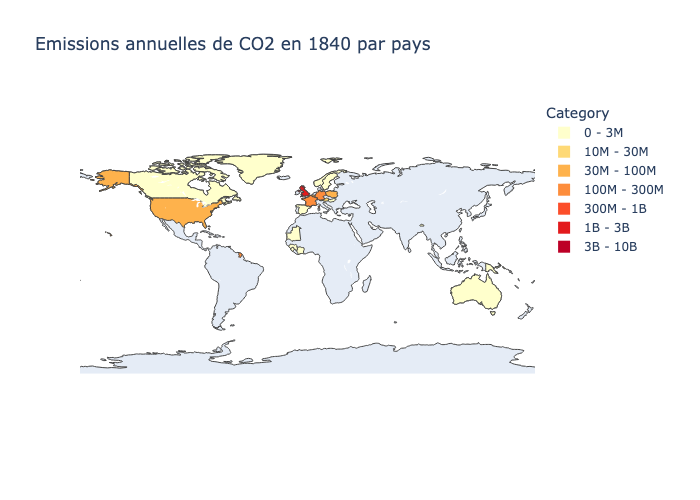 Emissions annuelles de CO2 en 1840 par pays
Category
0 - 3M
10M - 30M
30M - 100M
100M - 300M
300M - 1B
1B - 3B
3B - 10B